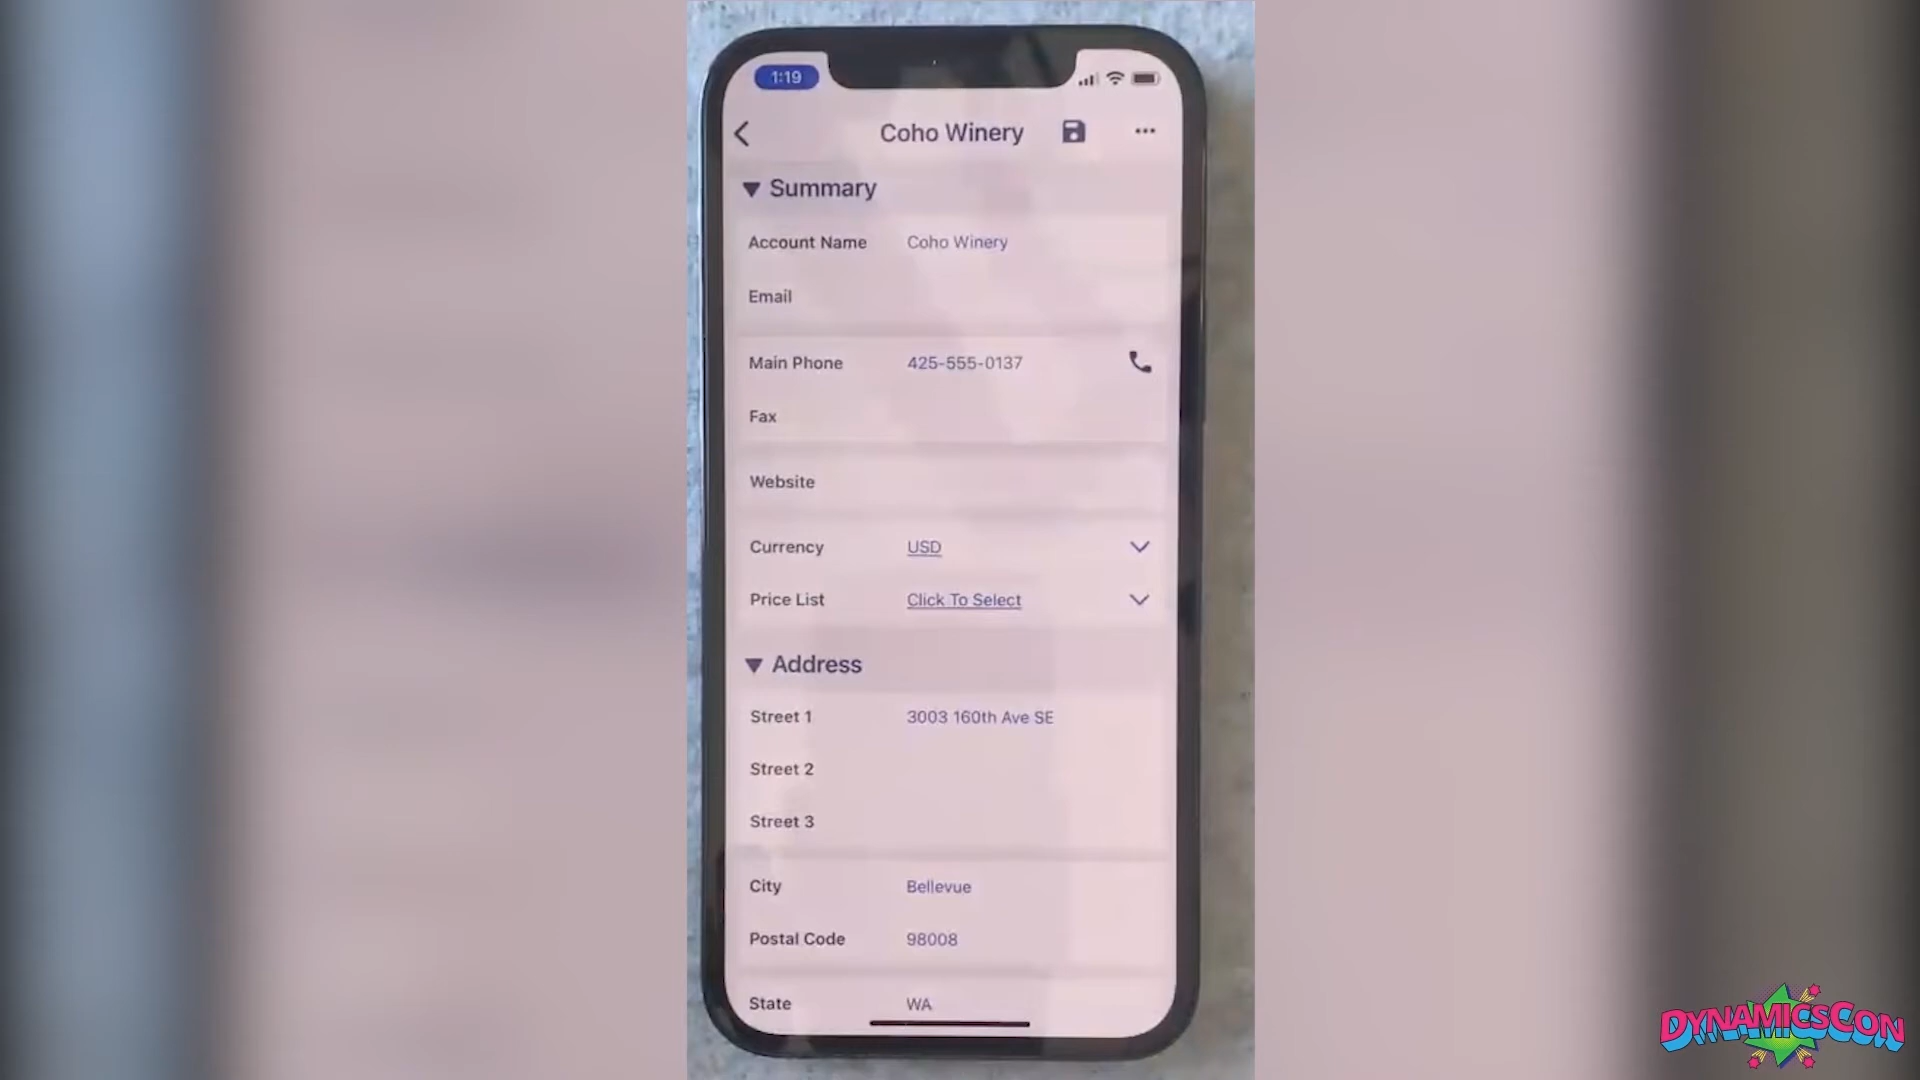 1:19
Coho Winery
Summary
Account Name Coho Winery
Email
Main Phone 425-555-0137
Fax
Website
Currency USD
Price List Click To Select
Address
Street 1 3003 160th Ave SE
Street 2
Street 3
City Bellevue
Postal Code 98008
State WA
DYNAMICSCON